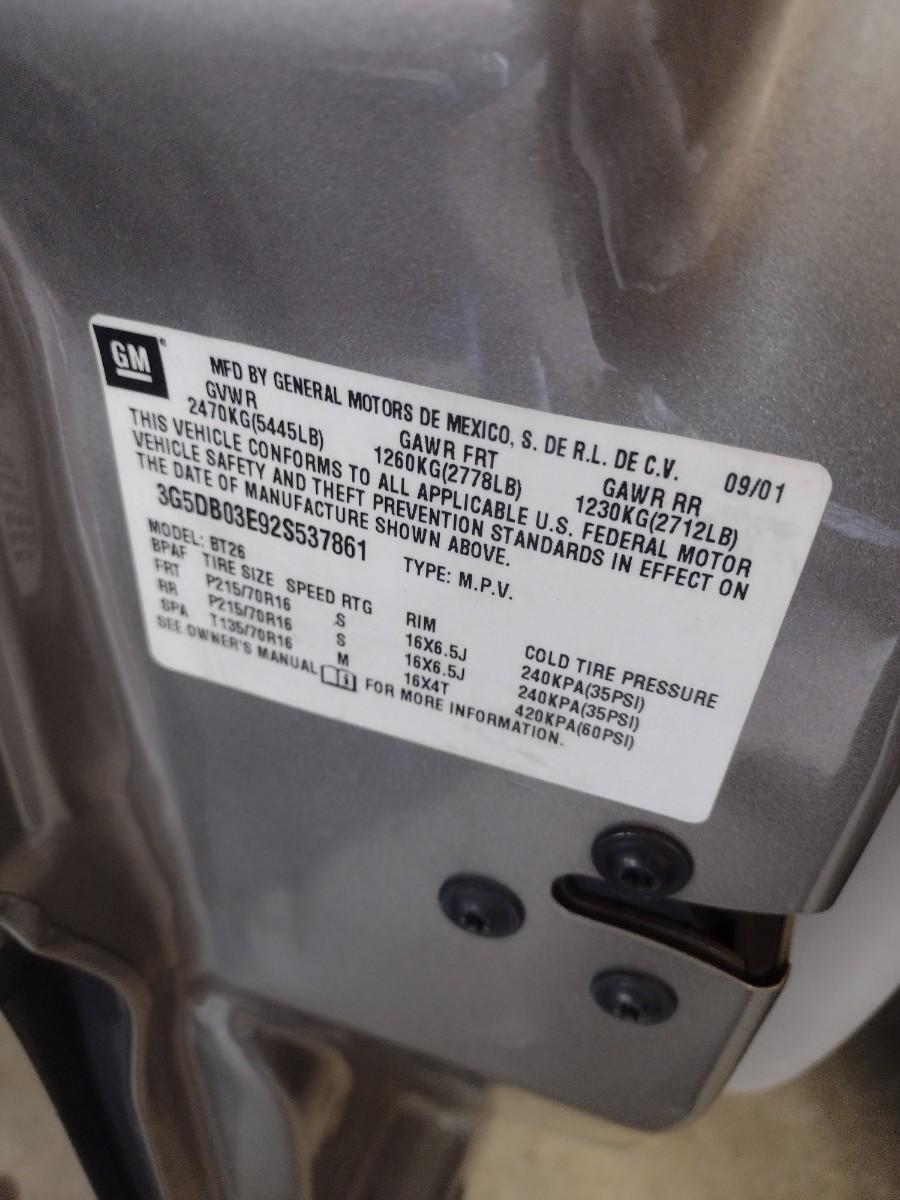 GM
MFD BY GENERAL MOTORS DE MEXICO, S. DE R.L. DE C.V. 09/01
GVWR GAWR FRT GAWR RR
2470KG(5445LB) 1260KG(2778LB) 1230KG(2712LB)
THIS VEHICLE CONFORMS TO ALL APPLICABLE U.S. FEDERAL MOTOR
VEHICLE SAFETY AND THEFT PREVENTION STANDARDS IN EFFECT ON
THE DATE OF MANUFACTURE SHOWN ABOVE.
3G5DB03E92S537861 TYPE: M.P.V.
MODEL: BT26
BPAF TIRE SIZE SPEED RTG RIM COLD TIRE PRESSURE
FRT P215/70R16 S 16X6.5J 240KPA(35PSI)
RR P215/70R16 S 16X6.5J 240KPA(35PSI)
SPA T135/70R16 M 16X4T 420KPA(60PSI)
SEE OWNER'S MANUAL i FOR MORE INFORMATION.